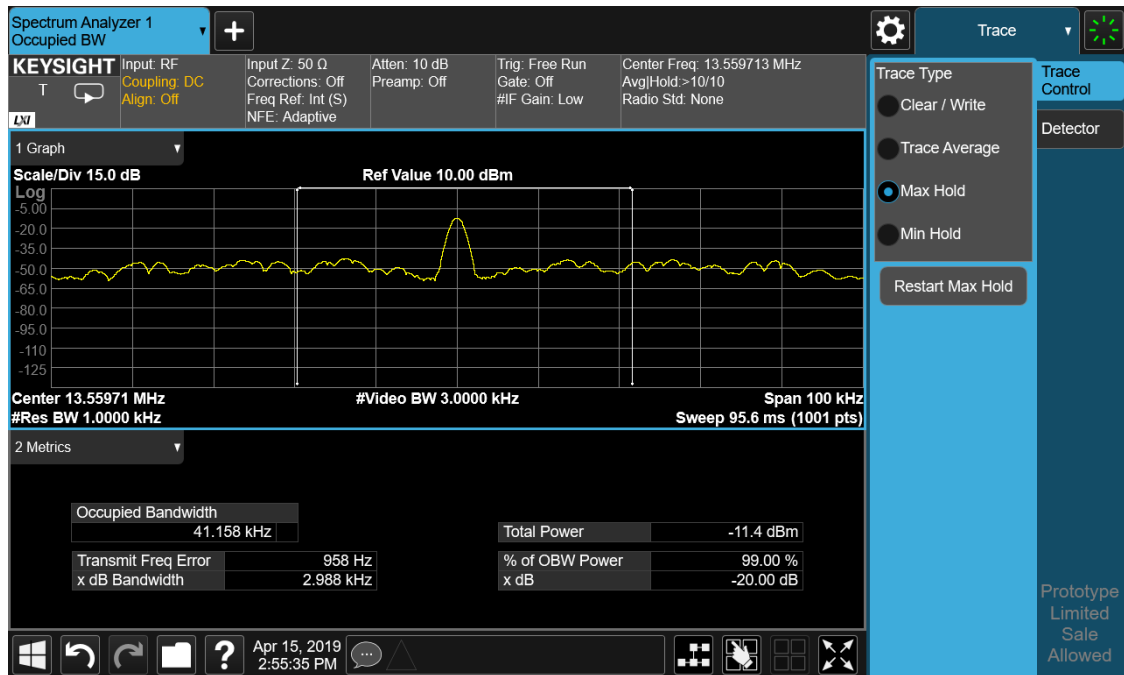 Spectrum Analyzer 1
Occupied BW
+
Trace
KEYSIGHT
T
LXI
Input: RF
Coupling: DC
Align: Off
Input Z: 50 Ω
Corrections: Off
Freq Ref: Int (S)
NFE: Adaptive
Atten: 10 dB
Preamp: Off
Trig: Free Run
Gate: Off
#IF Gain: Low
Center Freq: 13.559713 MHz
Avg|Hold:>10/10
Radio Std: None
Trace Type
Clear / Write
Trace Average
Max Hold
Min Hold
Restart Max Hold
Trace
Control
Detector
1 Graph
Scale/Div 15.0 dB
Ref Value 10.00 dBm
Log
-5.00
-20.0
-35.0
-50.0
-65.0
-80.0
-95.0
-110
-125
Center 13.55971 MHz
#Video BW 3.0000 kHz
Span 100 kHz
#Res BW 1.0000 kHz
Sweep 95.6 ms (1001 pts)
2 Metrics
Occupied Bandwidth
41.158 kHz
Total Power -11.4 dBm
Transmit Freq Error 958 Hz
% of OBW Power 99.00 %
x dB Bandwidth 2.988 kHz
x dB -20.00 dB
Prototype
Limited
Sale
Allowed
?
Apr 15, 2019
2:55:35 PM